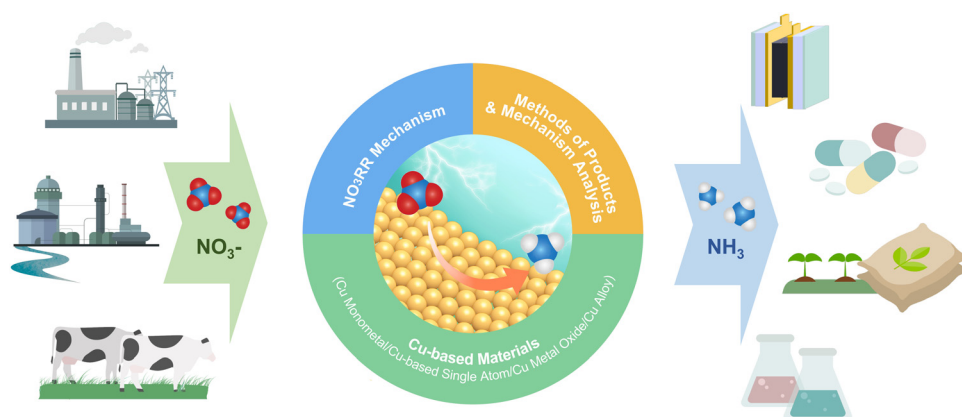 NO₃⁻
NO₃RR Mechanism
Methods of Products
& Mechanism Analysis
Cu-based Materials
(Cu Monometal/Cu-based Single Atom/Cu Metal Oxide/Cu Alloy)
NH₃